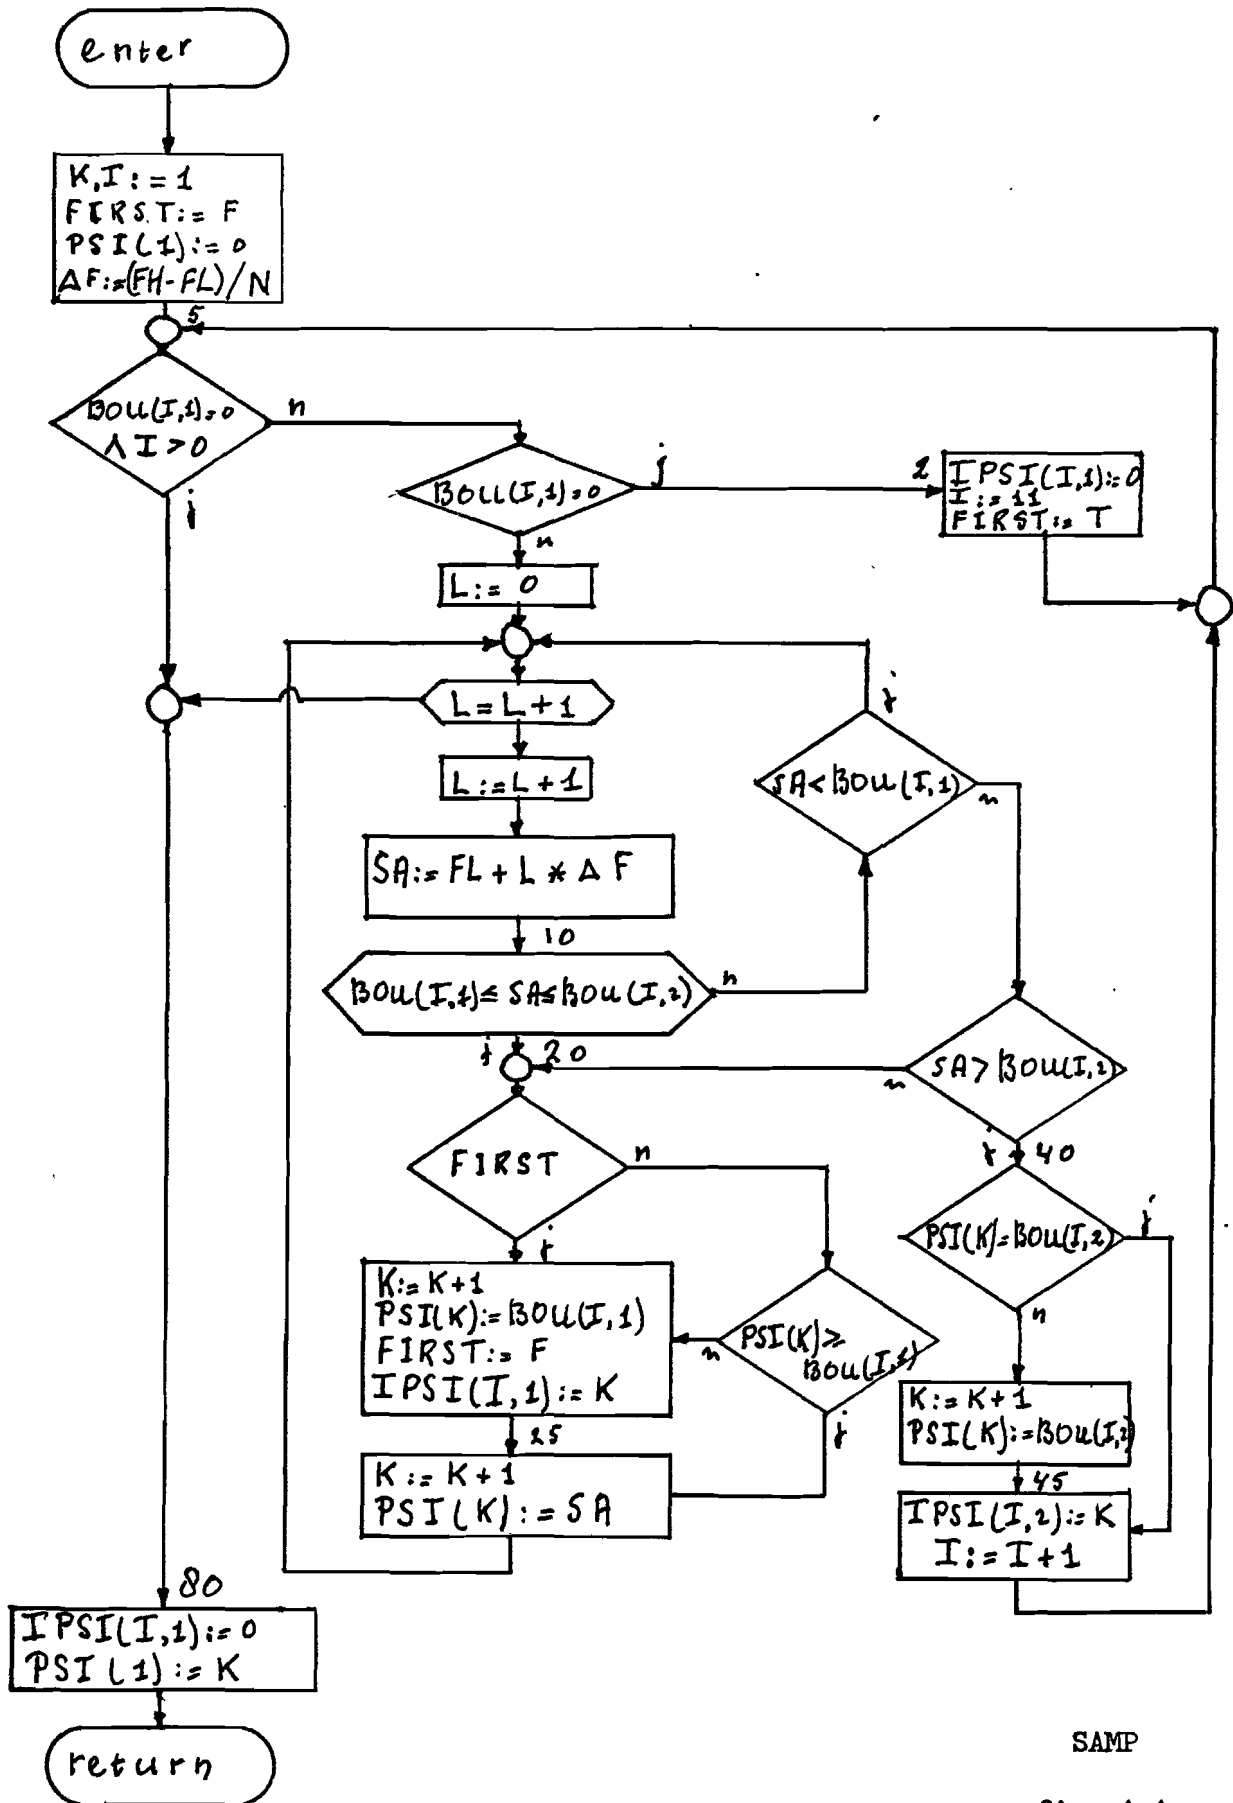 enter
K,I:=1
FIRST:= F
PSI(1):=0
ΔF:=(FH-FL)/N
5
BOU(I,1)=0
∧ I>0
n
j
BOU(I,1)=0
j
n
2
IPSI(I,1):=0
I:=11
FIRST:= T
L:= 0
L=L+1
L:=L+1
SA:= FL + L * Δ F
10
BOU(I,1)≤ SA≤BOU(I,2)
n
j
SA<BOU(I,1)
j
n
20
SA>BOU(I,2)
n
j
40
FIRST
n
j
PSI(K)=BOU(I,2)
j
n
K:= K+1
PSI(K):=BOU(I,1)
FIRST:= F
IPSI(I,1):= K
PSI(K)≥
BOU(I,1)
n
j
25
K := K+1
PSI(K):= SA
K:= K+1
PSI(K):=BOU(I,2)
45
IPSI(I,2):= K
I:= I+1
80
IPSI(I,1):=0
PSI(1):= K
return
SAMP